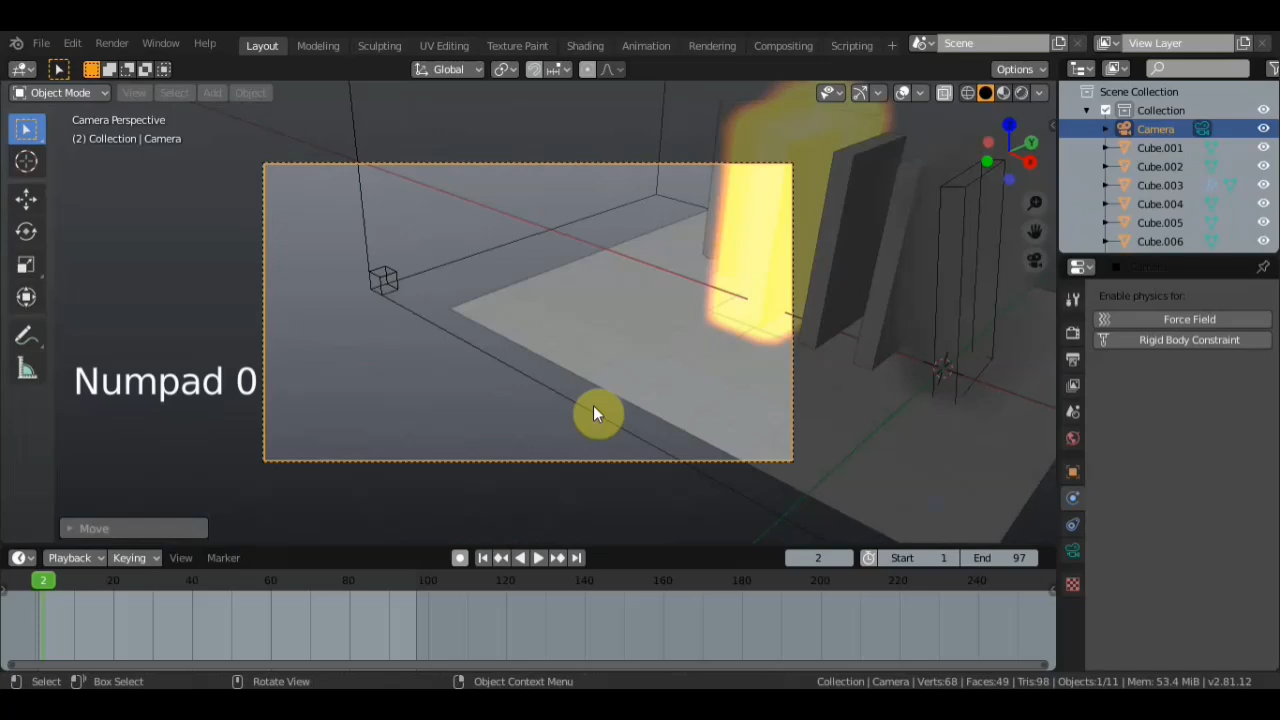 File Edit Render Window Help Layout Modeling Sculpting UV Editing Texture Paint Shading Animation Rendering Compositing Scripting + Scene View Layer
Global Options
Object Mode View Select Add Object
Camera Perspective
(2) Collection | Camera
Scene Collection
Collection
Camera
Cube.001
Cube.002
Cube.003
Cube.004
Cube.005
Cube.006
Enable physics for:
Force Field
Rigid Body Constraint
Numpad 0
Move
Playback Keying View Marker 2 Start 1 End 97
2 20 40 60 80 100 120 140 160 180 200 220 240
Select Box Select Rotate View Object Context Menu Collection | Camera | Verts:68 | Faces:49 | Tris:98 | Objects:1/11 | Mem: 53.4 MiB | v2.81.12